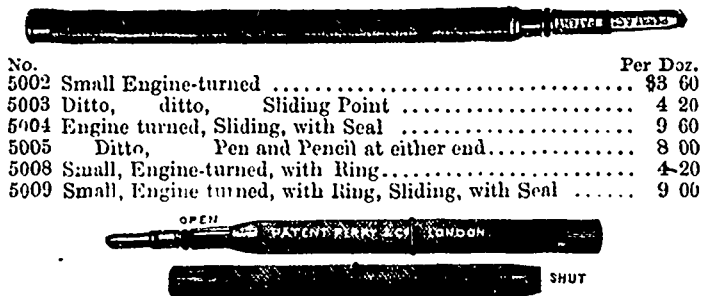 No. Per Doz.
5002 Small Engine-turned ........................ $3 60
5003 Ditto, ditto, Sliding Point ........................ 4 20
5004 Engine turned, Sliding, with Seal ........................ 9 60
5005 Ditto, Pen and Pencil at either end.................. 8 00
5008 Small, Engine-turned, with Ring........................ 4 20
5009 Small, Engine turned, with Ring, Sliding, with Seal ...... 9 00
OPEN
PATENT PERRY & CO LONDON
SHUT